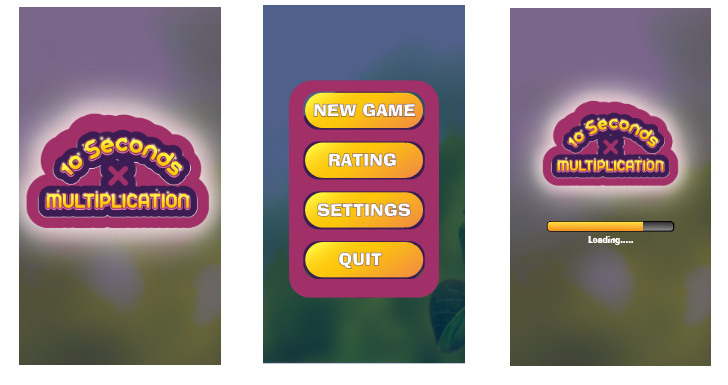 10 Seconds
×
MULTIPLICATION
NEW GAME
RATING
SETTINGS
QUIT
10 Seconds
×
MULTIPLICATION
Loading.....